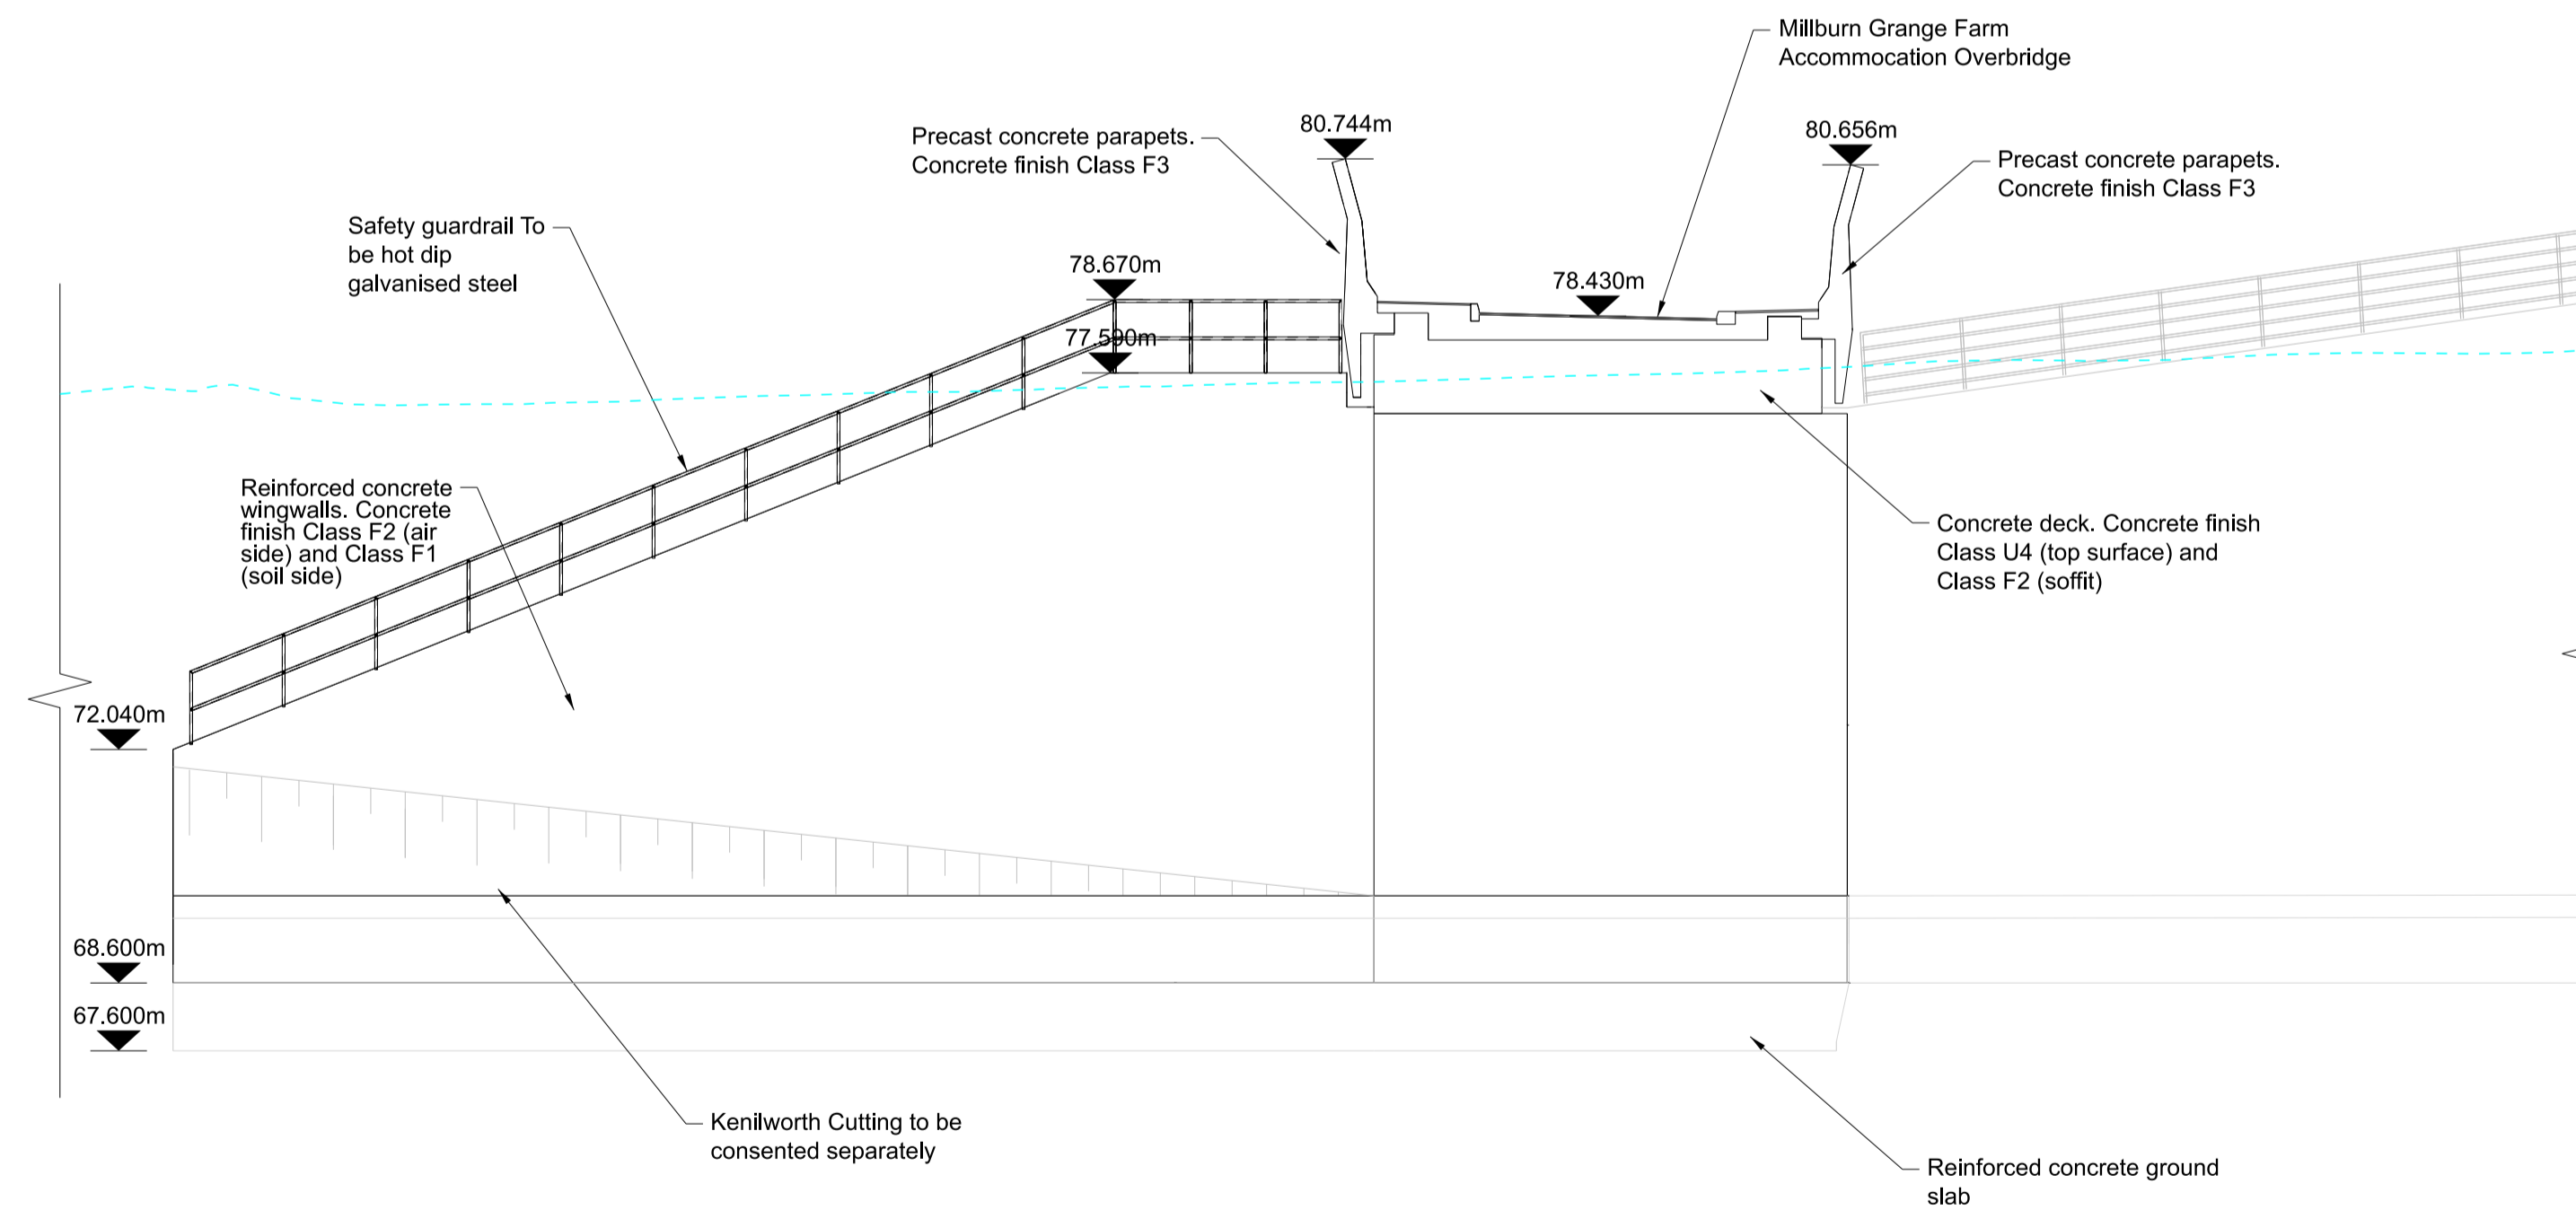 Millburn Grange Farm
Accommocation Overbridge
80.744m
80.656m
Precast concrete parapets.
Concrete finish Class F3
Precast concrete parapets.
Concrete finish Class F3
Safety guardrail To
be hot dip
galvanised steel
78.670m
78.430m
77.590m
Reinforced concrete
wingwalls. Concrete
finish Class F2 (air
side) and Class F1
(soil side)
Concrete deck. Concrete finish
Class U4 (top surface) and
Class F2 (soffit)
72.040m
68.600m
67.600m
Kenilworth Cutting to be
consented separately
Reinforced concrete ground
slab